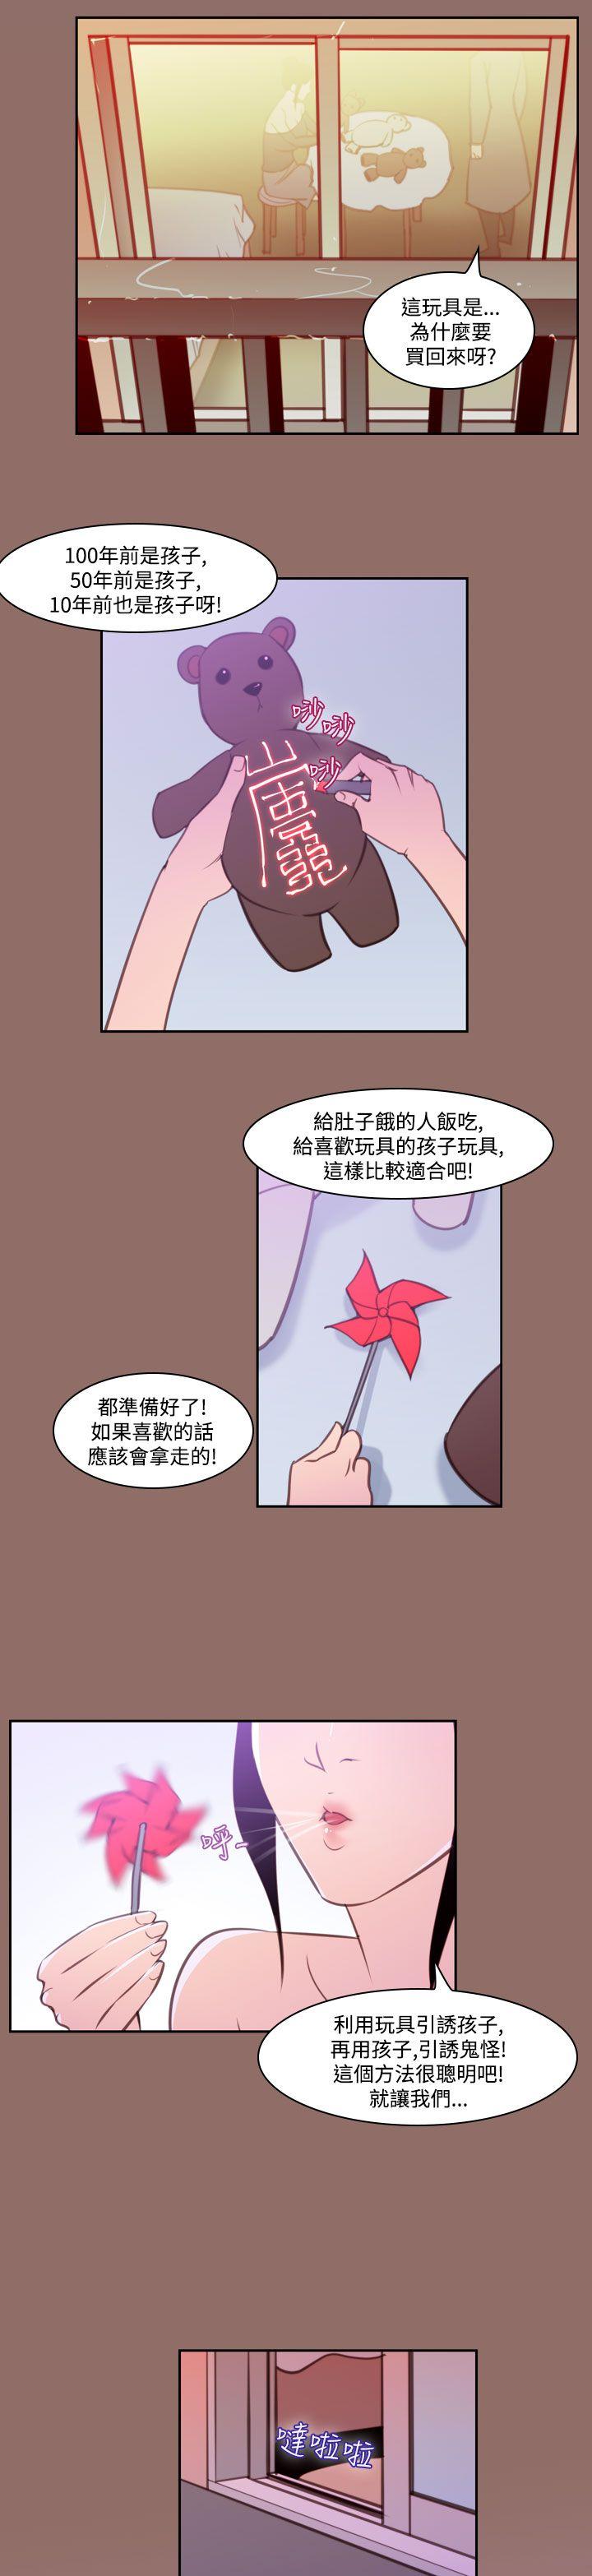 這玩具是...
為什麼要
買回來呀?
100年前是孩子,
50年前是孩子,
10年前也是孩子呀!
唦唦
唦
給肚子餓的人飯吃,
給喜歡玩具的孩子玩具,
這樣比較適合吧!
都準備好了!
如果喜歡的話
應該會拿走的!
呼~
利用玩具引誘孩子,
再用孩子,引誘鬼怪!
這個方法很聰明吧!
就讓我們...
噠啦啦